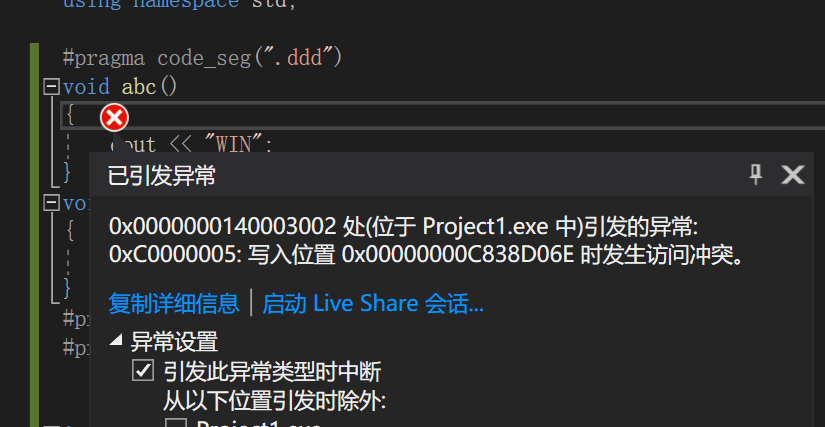 using namespace std;
#pragma code_seg(".ddd")
void abc()
{
cout << "WIN";
}
已引发异常
0x0000000140003002 处(位于 Project1.exe 中)引发的异常:
0xC0000005: 写入位置 0x00000000C838D06E 时发生访问冲突。
复制详细信息 | 启动 Live Share 会话...
异常设置
引发此异常类型时中断
从以下位置引发时除外:
Project1.exe
{
}